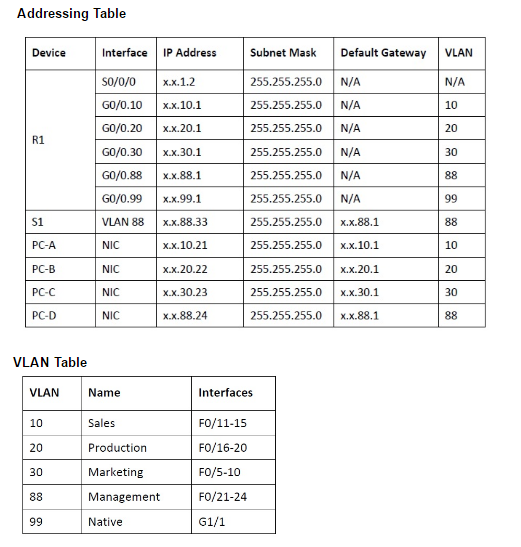 Addressing Table
Device Interface IP Address Subnet Mask Default Gateway VLAN
R1 S0/0/0 x.x.1.2 255.255.255.0 N/A N/A
G0/0.10 x.x.10.1 255.255.255.0 N/A 10
G0/0.20 x.x.20.1 255.255.255.0 N/A 20
G0/0.30 x.x.30.1 255.255.255.0 N/A 30
G0/0.88 x.x.88.1 255.255.255.0 N/A 88
G0/0.99 x.x.99.1 255.255.255.0 N/A 99
S1 VLAN 88 x.x.88.33 255.255.255.0 x.x.88.1 88
PC-A NIC x.x.10.21 255.255.255.0 x.x.10.1 10
PC-B NIC x.x.20.22 255.255.255.0 x.x.20.1 20
PC-C NIC x.x.30.23 255.255.255.0 x.x.30.1 30
PC-D NIC x.x.88.24 255.255.255.0 x.x.88.1 88
VLAN Table
VLAN Name Interfaces
10 Sales F0/11-15
20 Production F0/16-20
30 Marketing F0/5-10
88 Management F0/21-24
99 Native G1/1